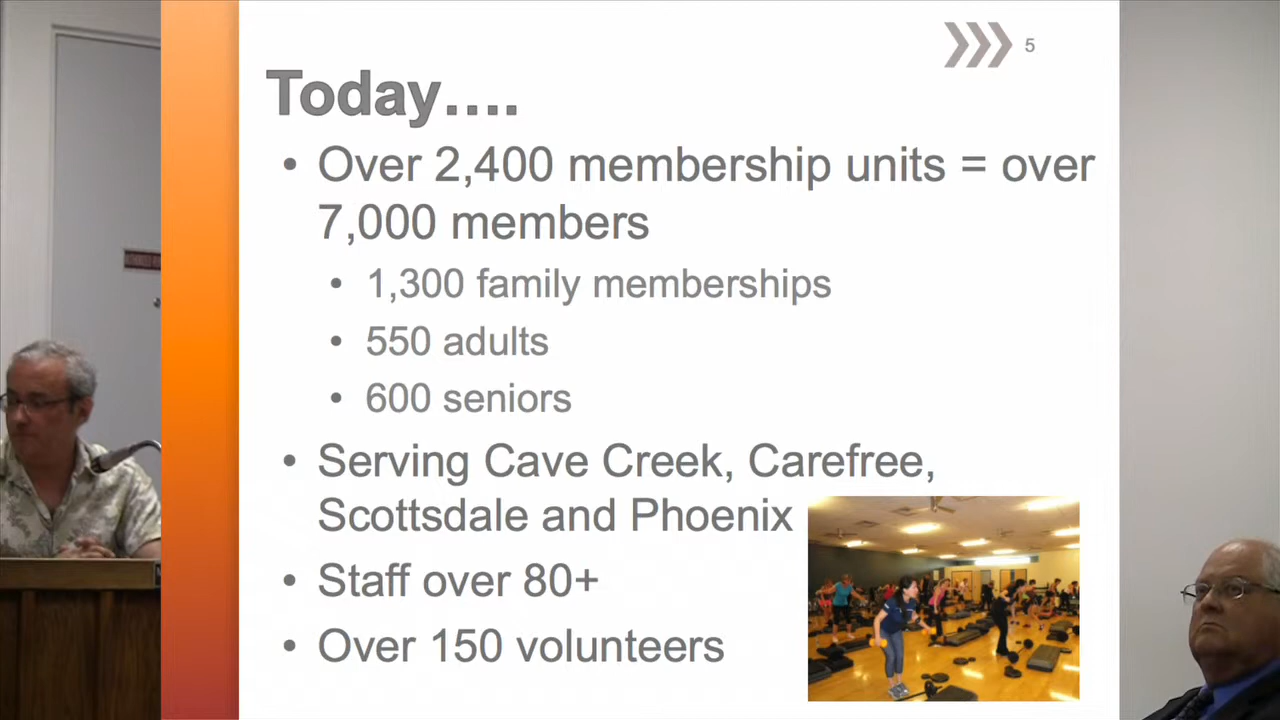 5
Today....
• Over 2,400 membership units = over
7,000 members
• 1,300 family memberships
• 550 adults
• 600 seniors
• Serving Cave Creek, Carefree,
Scottsdale and Phoenix
• Staff over 80+
• Over 150 volunteers